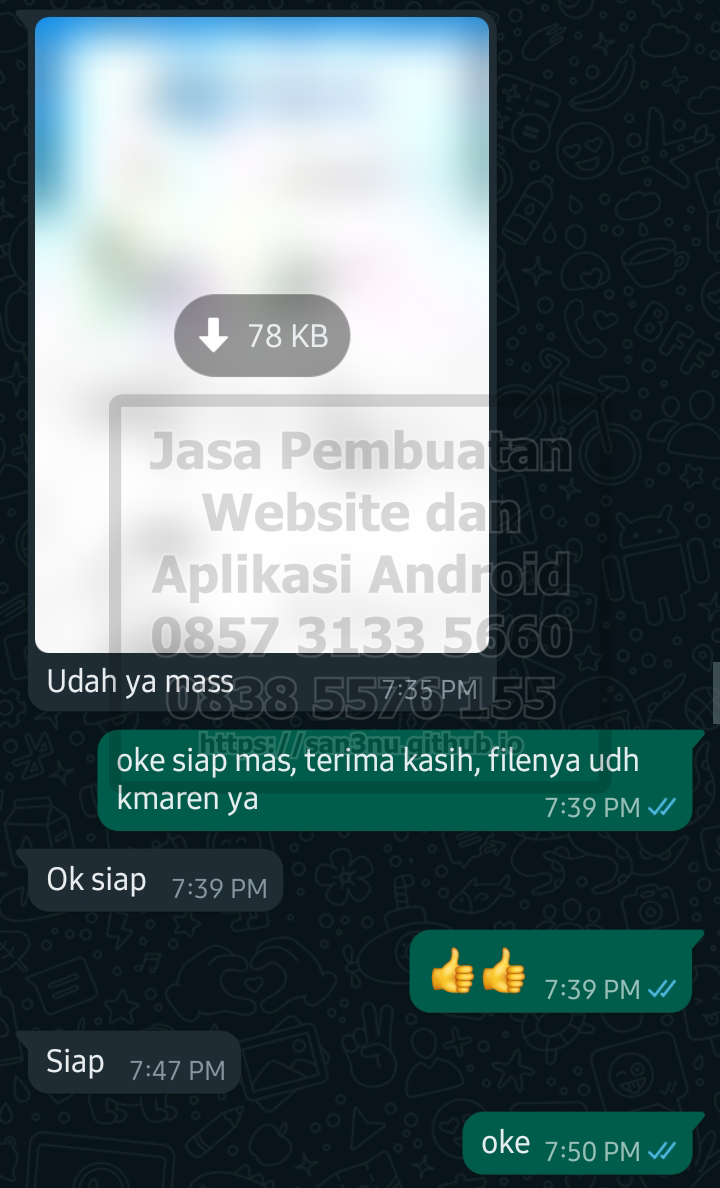 78 KB
Jasa Pembuatan
Website dan
Aplikasi Android
0857 3133 5660
Udah ya mass 7:35 PM
0838 5576 1155
https://san3nu.github.io
oke siap mas, terima kasih, filenya udh
kmaren ya 7:39 PM
Ok siap 7:39 PM
👍👍 7:39 PM
Siap 7:47 PM
oke 7:50 PM